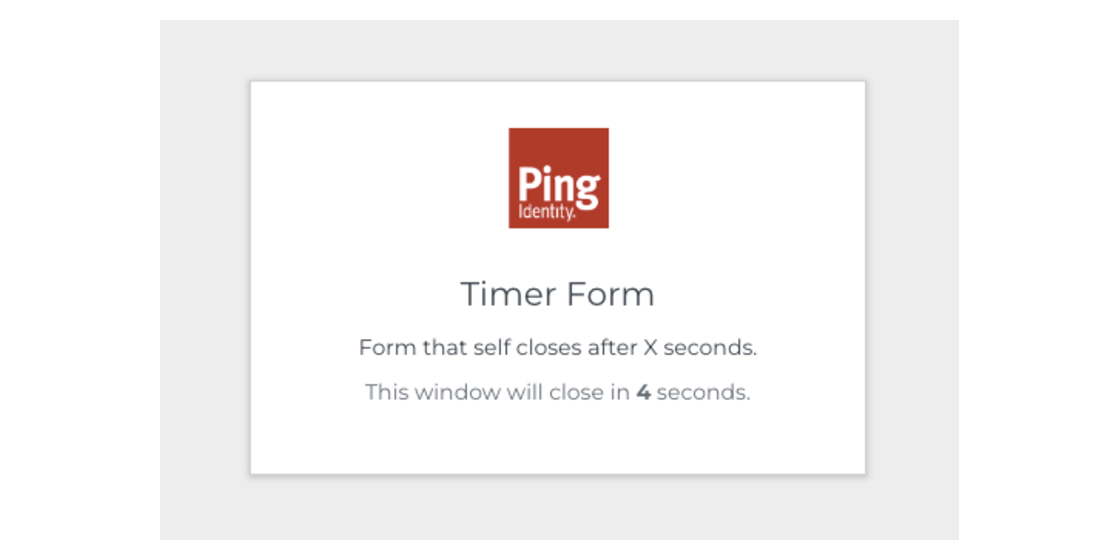 Ping
Identity.
Timer Form
Form that self closes after X seconds.
This window will close in 4 seconds.